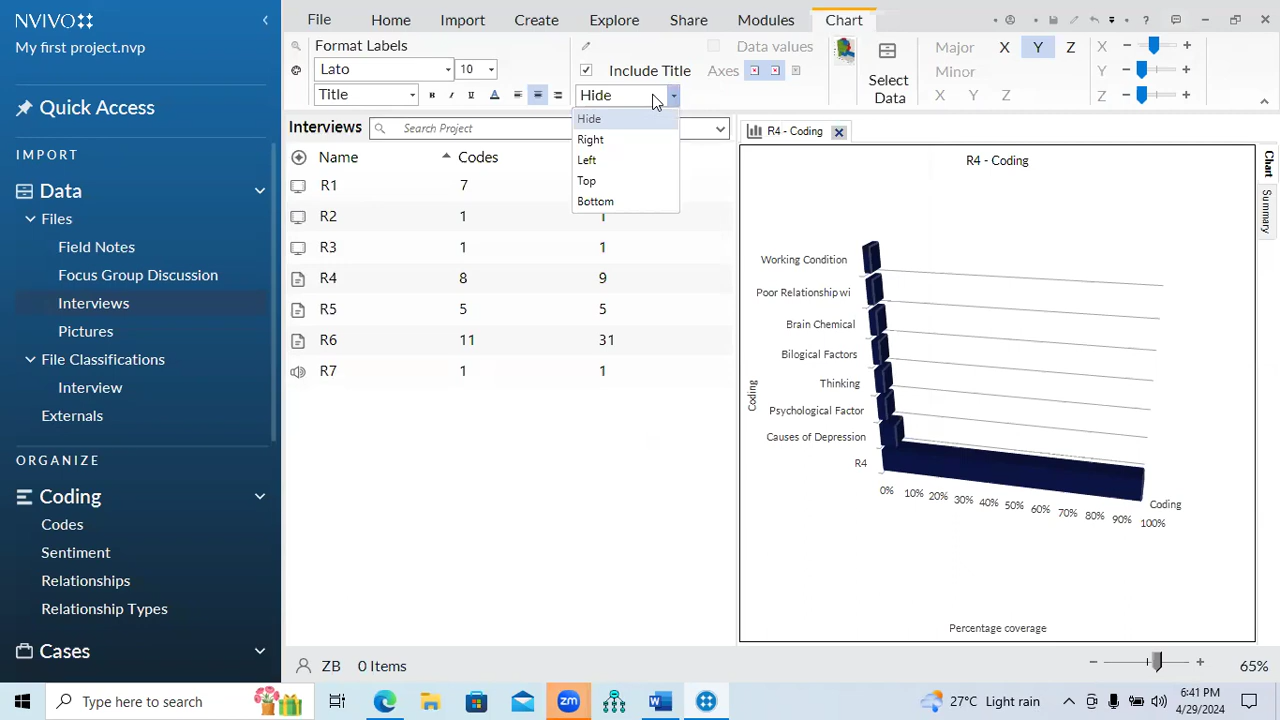 NVIVO
My first project.nvp
Quick Access
IMPORT
Data
Files
Field Notes
Focus Group Discussion
Interviews
Pictures
File Classifications
Interview
Externals
ORGANIZE
Coding
Codes
Sentiment
Relationships
Relationship Types
Cases
File Home Import Create Explore Share Modules Chart
Format Labels
Lato 10
Title B I U A
Include Title
Hide
Hide
Right
Left
Top
Bottom
Data values
Axes
Select
Data
Major X Y Z
Minor
X
Y
Z
Interviews Search Project
Name Codes
R1 7
R2 1 1
R3 1 1
R4 8 9
R5 5 5
R6 11 31
R7 1 1
R4 - Coding
Chart
Summary
R4 - Coding
Working Condition
Poor Relationship wi
Brain Chemical
Bilogical Factors
Thinking
Psychological Factor
Causes of Depression
R4
Coding
0% 10% 20% 30% 40% 50% 60% 70% 80% 90% 100%
Coding
Percentage coverage
ZB 0 Items
65%
Type here to search
zm
27°C Light rain
6:41 PM
4/29/2024